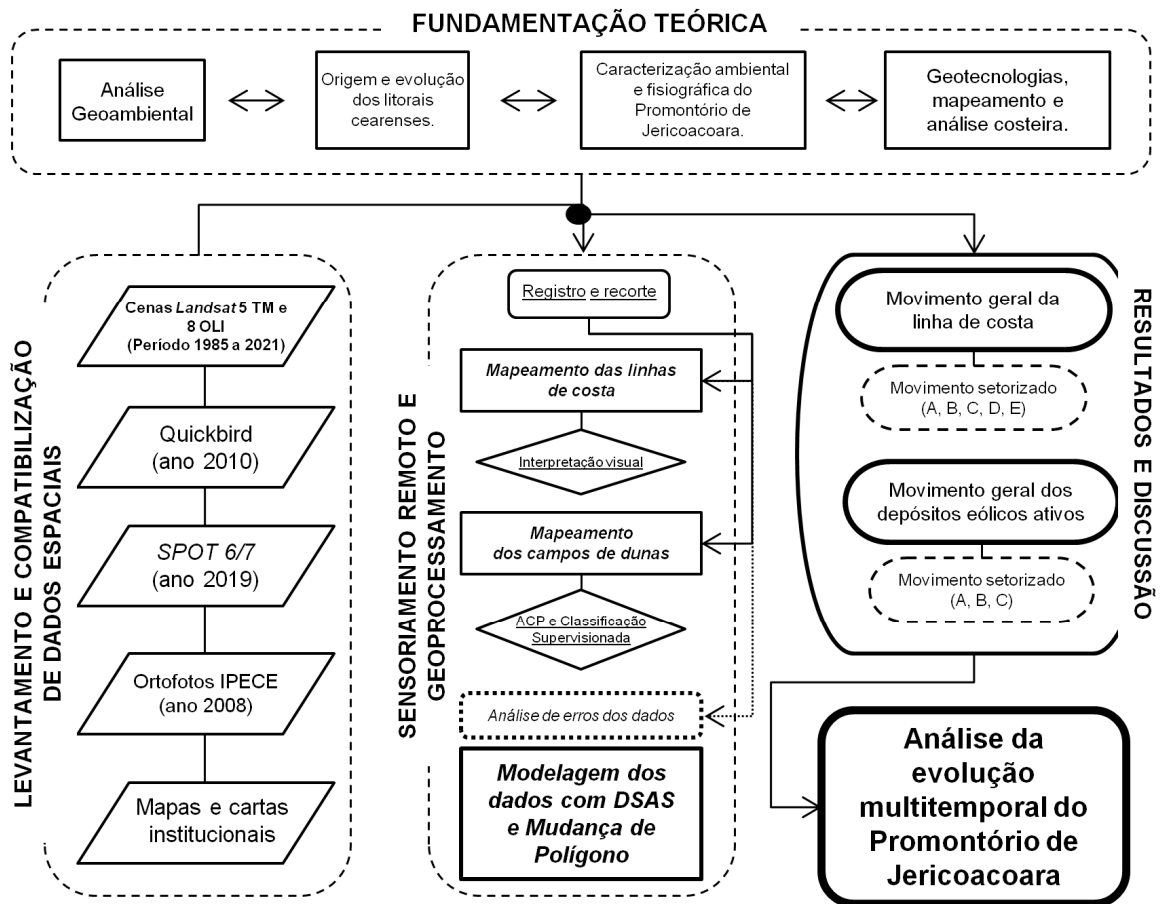 FUNDAMENTAÇÃO TEÓRICA
Análise
Geoambiental
Origem e evolução
dos litorais
cearenses.
Caracterização ambiental
e fisiográfica do
Promontório de
Jericoacoara.
Geotecnologias,
mapeamento e
análise costeira.
LEVANTAMENTO E COMPATIBILIZAÇÃO
DE DADOS ESPACIAIS
Cenas Landsat 5 TM e
8 OLI
(Período 1985 a 2021)
Quickbird
(ano 2010)
SPOT 6/7
(ano 2019)
Ortofotos IPECE
(ano 2008)
Mapas e cartas
institucionais
SENSORIAMENTO REMOTO E
GEOPROCESSAMENTO
Registro e recorte
Mapeamento das linhas
de costa
Interpretação visual
Mapeamento
dos campos de dunas
ACP e Classificação
Supervisionada
Análise de erros dos dados
Modelagem dos
dados com DSAS
e Mudança de
Polígono
RESULTADOS E DISCUSSÃO
Movimento geral da
linha de costa
Movimento setorizado
(A, B, C, D, E)
Movimento geral dos
depósitos eólicos ativos
Movimento setorizado
(A, B, C)
Análise da
evolução
multitemporal do
Promontório de
Jericoacoara